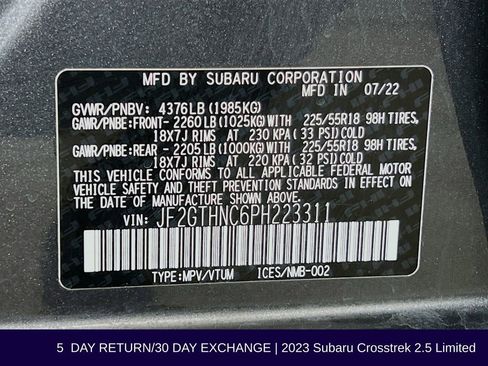 MFD BY SUBARU CORPORATION
MFD IN 07/22
GVWR/PNBV: 4376LB (1985KG)
GAWR/PNBE:FRONT- 2260LB (1025KG)WITH 225/55R18 98H TIRES,
18X7J RIMS AT 230 KPA (33 PSI) COLD
GAWR/PNBE:REAR - 2205LB (1000KG)WITH 225/55R18 98H TIRES,
18X7J RIMS AT 220 KPA (32 PSI) COLD
THIS VEHICLE CONFORMS TO ALL APPLICABLE FEDERAL MOTOR
VEHICLE SAFETY AND THEFT PREVENTION STANDARDS IN EFFECT ON
THE DATE OF MANUFACTURE SHOWN ABOVE.
VIN: JF2GTHNC6PH223311
TYPE:MPV/VTUM ICES/NMB-002
5 DAY RETURN/30 DAY EXCHANGE | 2023 Subaru Crosstrek 2.5 Limited